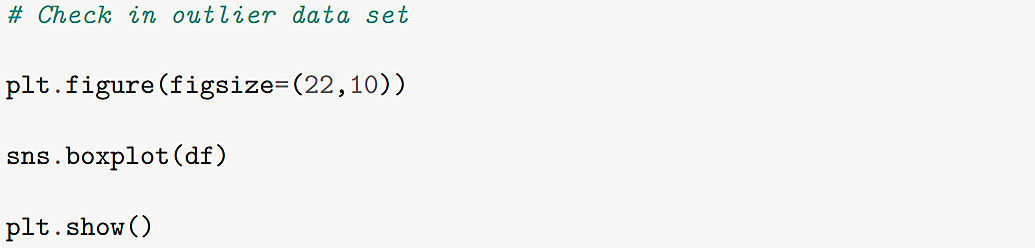 # Check in outlier data set
plt.figure(figsize=(22,10))
sns.boxplot(df)
plt.show()